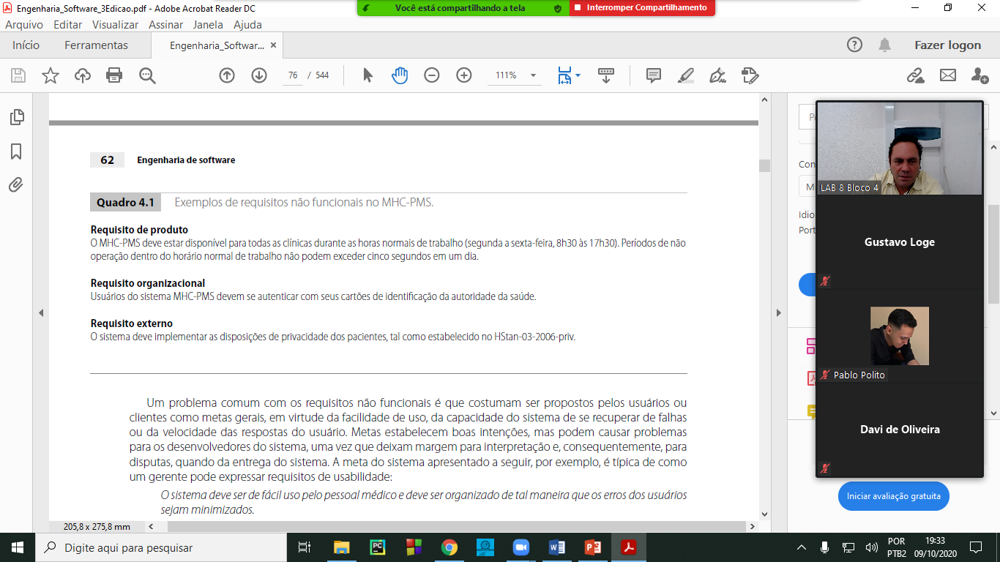 Engenharia_Software_3Edicao.pdf - Adobe Acrobat Reader DC
Você está compartilhando a tela
Interromper Compartilhamento
Arquivo Editar Visualizar Assinar Janela Ajuda
Início Ferramentas Engenharia_Softwar... × Fazer logon
76 / 544 111%
62 Engenharia de software
Quadro 4.1 Exemplos de requisitos não funcionais no MHC-PMS.
Requisito de produto
O MHC-PMS deve estar disponível para todas as clínicas durante as horas normais de trabalho (segunda a sexta-feira, 8h30 às 17h30). Períodos de não
operação dentro do horário normal de trabalho não podem exceder cinco segundos em um dia.
Requisito organizacional
Usuários do sistema MHC-PMS devem se autenticar com seus cartões de identificação da autoridade da saúde.
Requisito externo
O sistema deve implementar as disposições de privacidade dos pacientes, tal como estabelecido no HStan-03-2006-priv.
Um problema comum com os requisitos não funcionais é que costumam ser propostos pelos usuários ou
clientes como metas gerais, em virtude da facilidade de uso, da capacidade do sistema de se recuperar de falhas
ou da velocidade das respostas do usuário. Metas estabelecem boas intenções, mas podem causar problemas
para os desenvolvedores do sistema, uma vez que deixam margem para interpretação e, consequentemente, para
disputas, quando da entrega do sistema. A meta do sistema apresentado a seguir, por exemplo, é típica de como
um gerente pode expressar requisitos de usabilidade:
O sistema deve ser de fácil uso pelo pessoal médico e deve ser organizado de tal maneira que os erros dos usuários
sejam minimizados.
205,8 x 275,8 mm
Con
M
Idio
Port
LAB 8 Bloco 4
Gustavo Loge
Pablo Polito
Davi de Oliveira
Iniciar avaliação gratuita
Digite aqui para pesquisar
POR
PTB2
19:33
09/10/2020